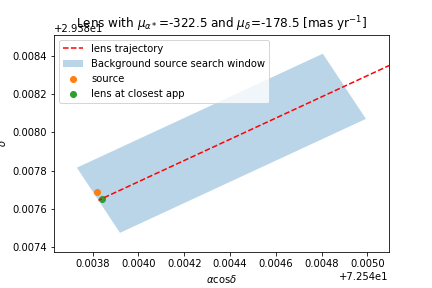 Lens with μα* =-322.5 and μδ=-178.5 [mas yr⁻¹]
+2.938e1
lens trajectory
Background source search window
source
lens at closest app
0.0084
0.0082
0.0080
0.0078
0.0076
0.0074
δ
0.0038 0.0040 0.0042 0.0044 0.0046 0.0048 0.0050
αcosδ
+7.254e1